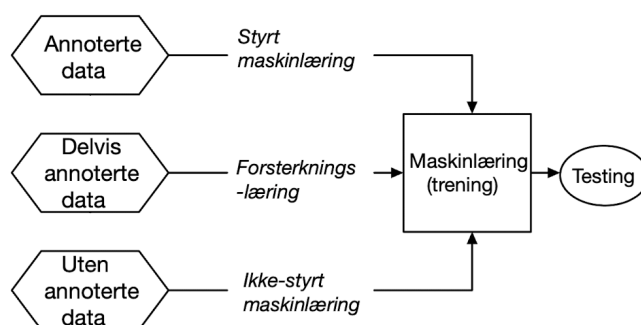 Annoterte
data
Styrt
maskinlæring
Delvis
annoterte
data
Forsterknings
-læring
Maskinlæring
(trening)
Testing
Uten
annoterte
data
Ikke-styrt
maskinlæring